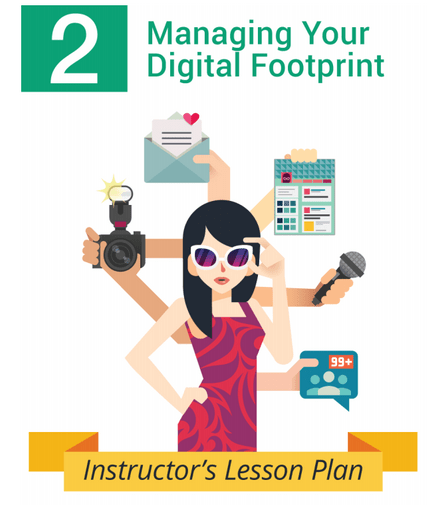 2
Managing Your
Digital Footprint
99+
Instructor's Lesson Plan